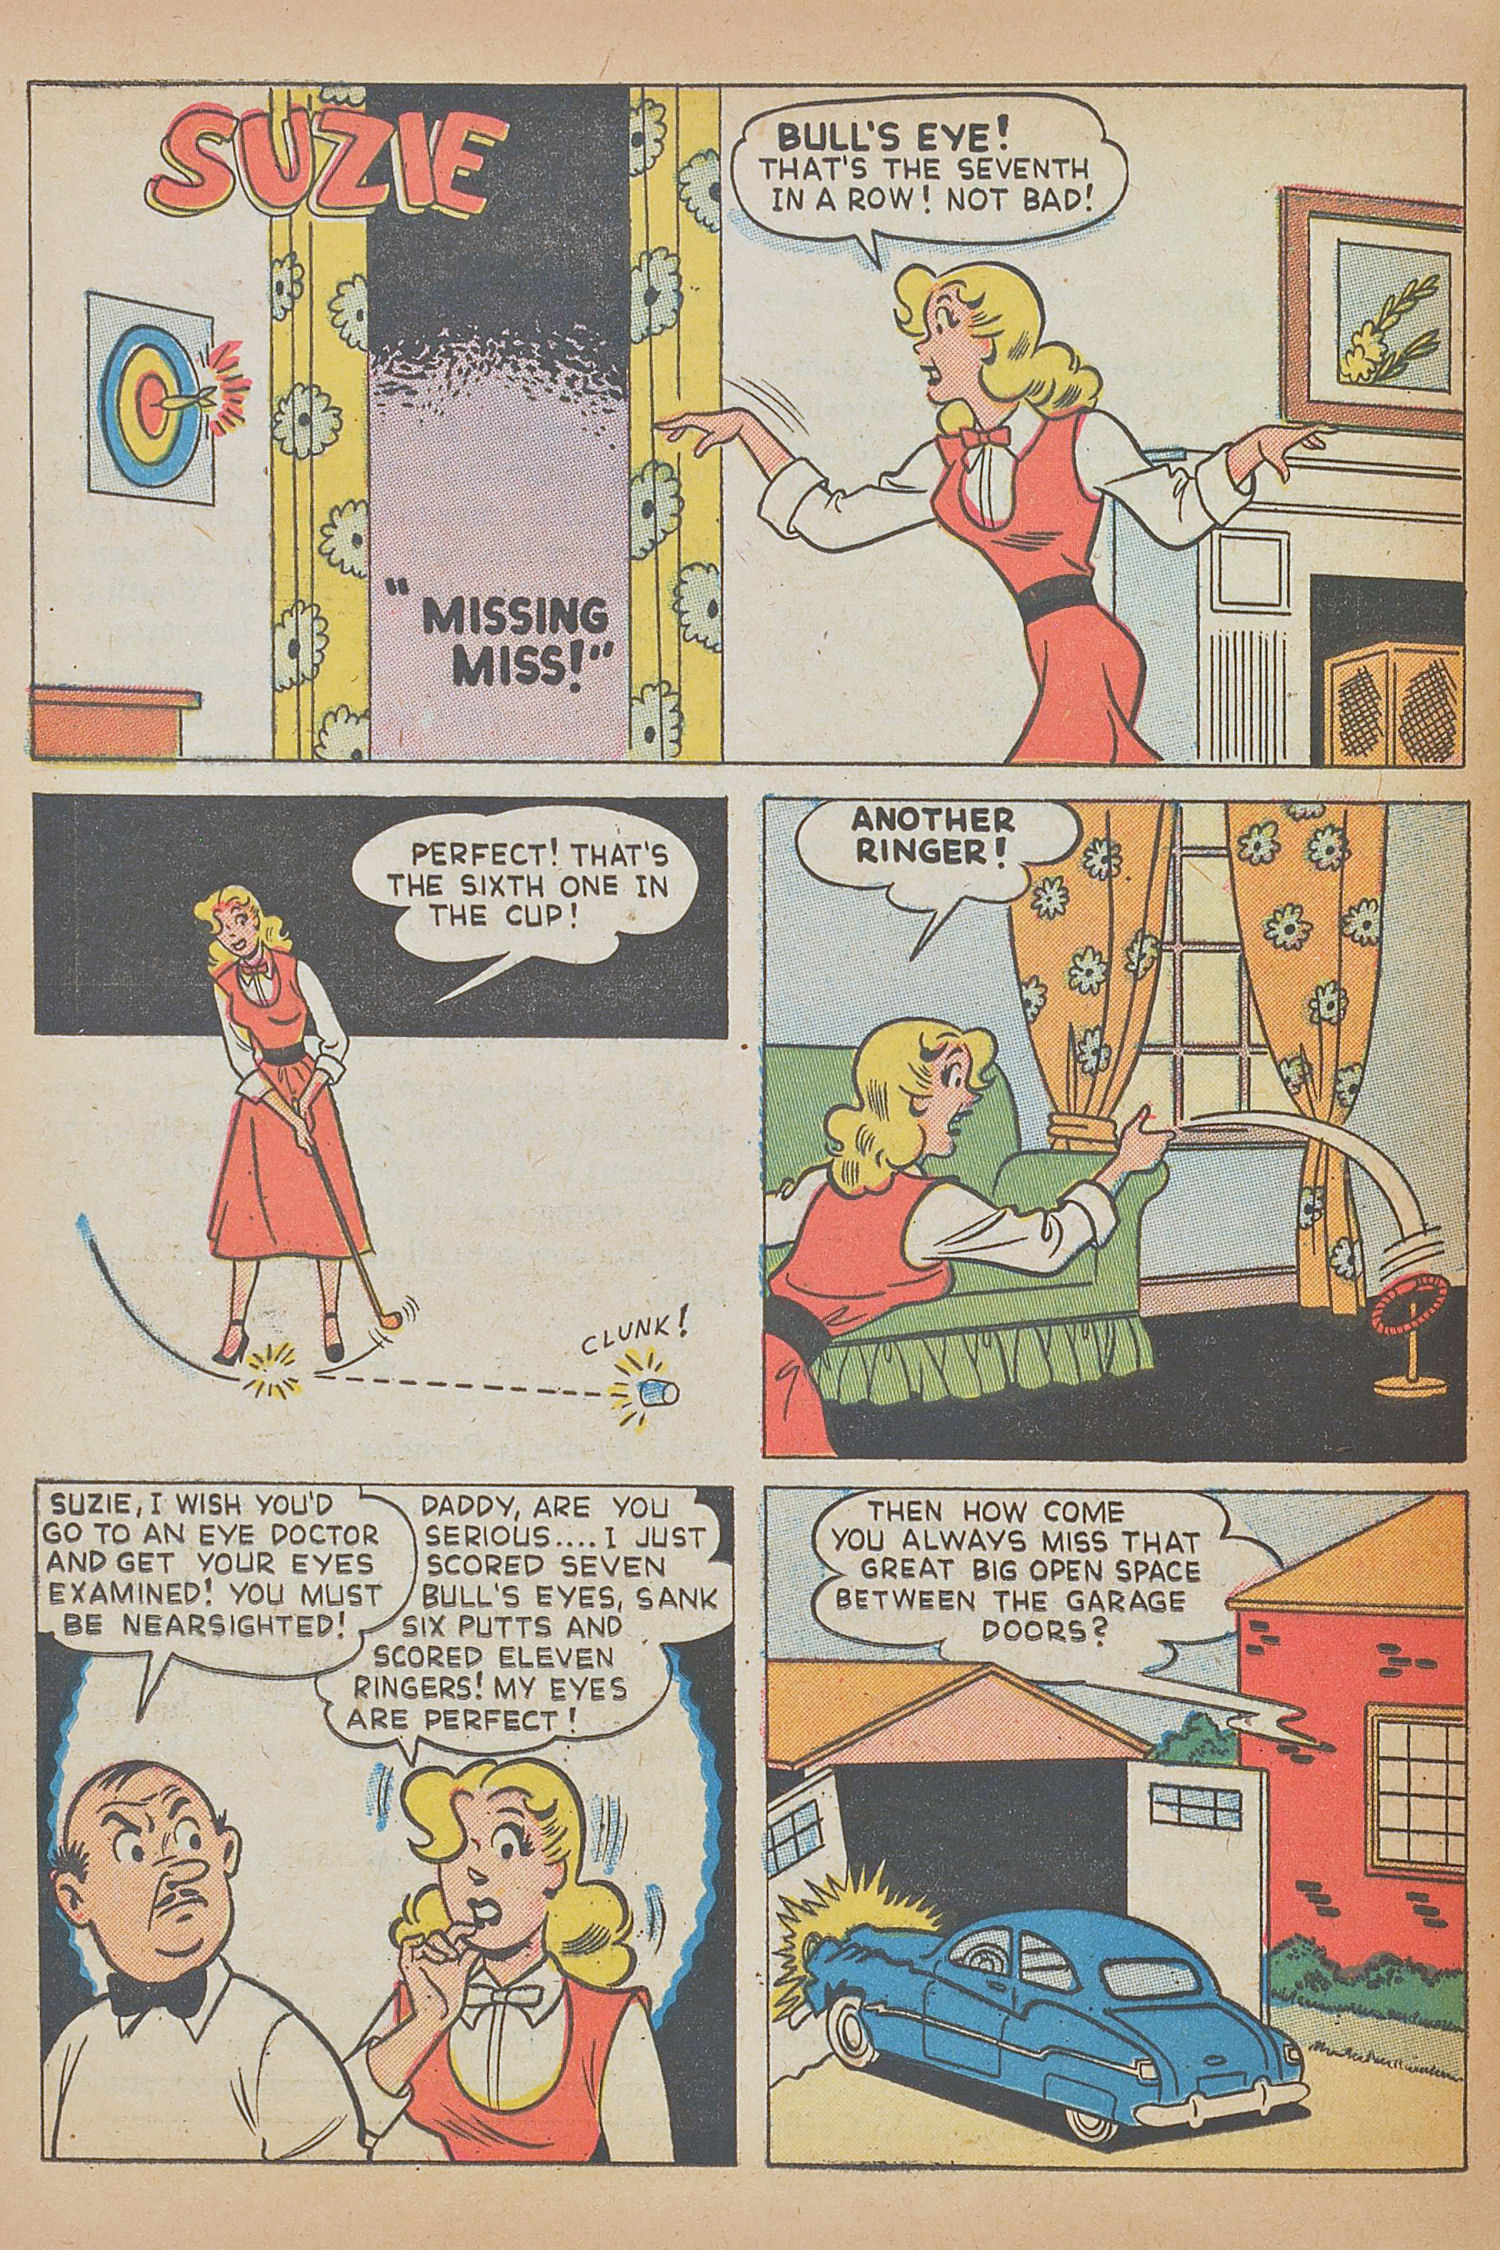 SUZIE
"MISSING
MISS!"
BULL'S EYE!
THAT'S THE SEVENTH
IN A ROW! NOT BAD!
PERFECT! THAT'S
THE SIXTH ONE IN
THE CUP!
CLUNK!
ANOTHER
RINGER!
SUZIE, I WISH YOU'D
GO TO AN EYE DOCTOR
AND GET YOUR EYES
EXAMINED! YOU MUST
BE NEARSIGHTED!
DADDY, ARE YOU
SERIOUS....I JUST
SCORED SEVEN
BULL'S EYES, SANK
SIX PUTTS AND
SCORED ELEVEN
RINGERS! MY EYES
ARE PERFECT!
THEN HOW COME
YOU ALWAYS MISS THAT
GREAT BIG OPEN SPACE
BETWEEN THE GARAGE
DOORS?